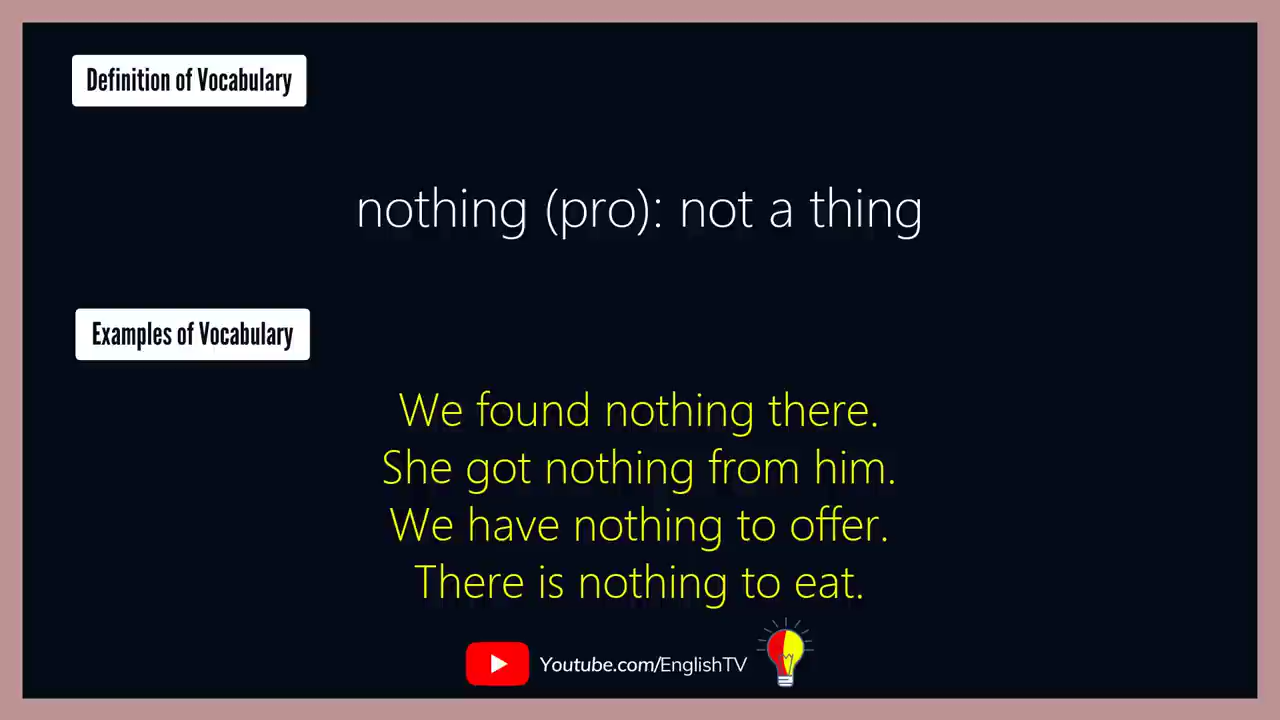 Definition of Vocabulary
nothing (pro): not a thing
Examples of Vocabulary
We found nothing there.
She got nothing from him.
We have nothing to offer.
There is nothing to eat.
Youtube.com/EnglishTV